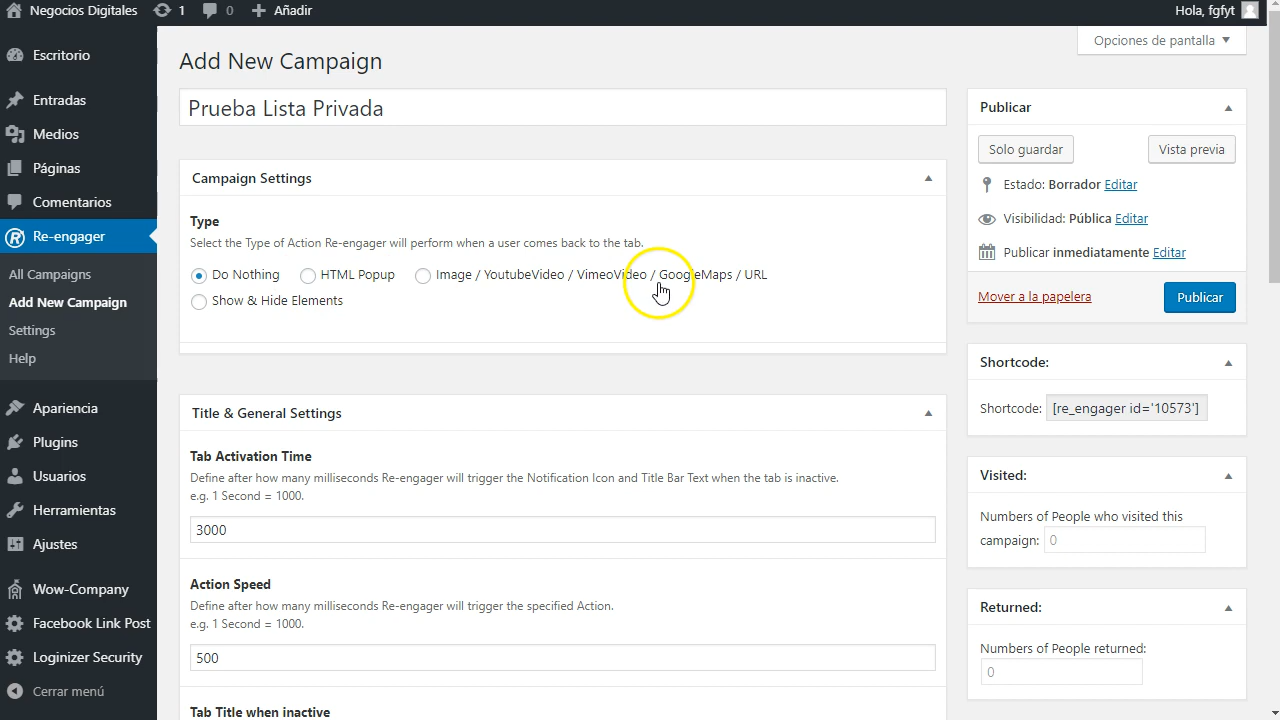 Negocios Digitales 1 0 Añadir
Hola, fgfyt
Opciones de pantalla
Escritorio
Entradas
Medios
Páginas
Comentarios
Re-engager
All Campaigns
Add New Campaign
Settings
Help
Apariencia
Plugins
Usuarios
Herramientas
Ajustes
Wow-Company
Facebook Link Post
Loginizer Security
Cerrar menú
Add New Campaign
Prueba Lista Privada
Campaign Settings
Type
Select the Type of Action Re-engager will perform when a user comes back to the tab.
Do Nothing HTML Popup Image / YoutubeVideo / VimeoVideo / GoogleMaps / URL
Show & Hide Elements
Title & General Settings
Tab Activation Time
Define after how many milliseconds Re-engager will trigger the Notification Icon and Title Bar Text when the tab is inactive.
e.g. 1 Second = 1000.
3000
Action Speed
Define after how many milliseconds Re-engager will trigger the specified Action.
e.g. 1 Second = 1000.
500
Tab Title when inactive
Publicar
Solo guardar Vista previa
Estado: Borrador Editar
Visibilidad: Pública Editar
Publicar inmediatamente Editar
Mover a la papelera Publicar
Shortcode:
Shortcode: [re_engager id='10573']
Visited:
Numbers of People who visited this
campaign: 0
Returned:
Numbers of People returned:
0